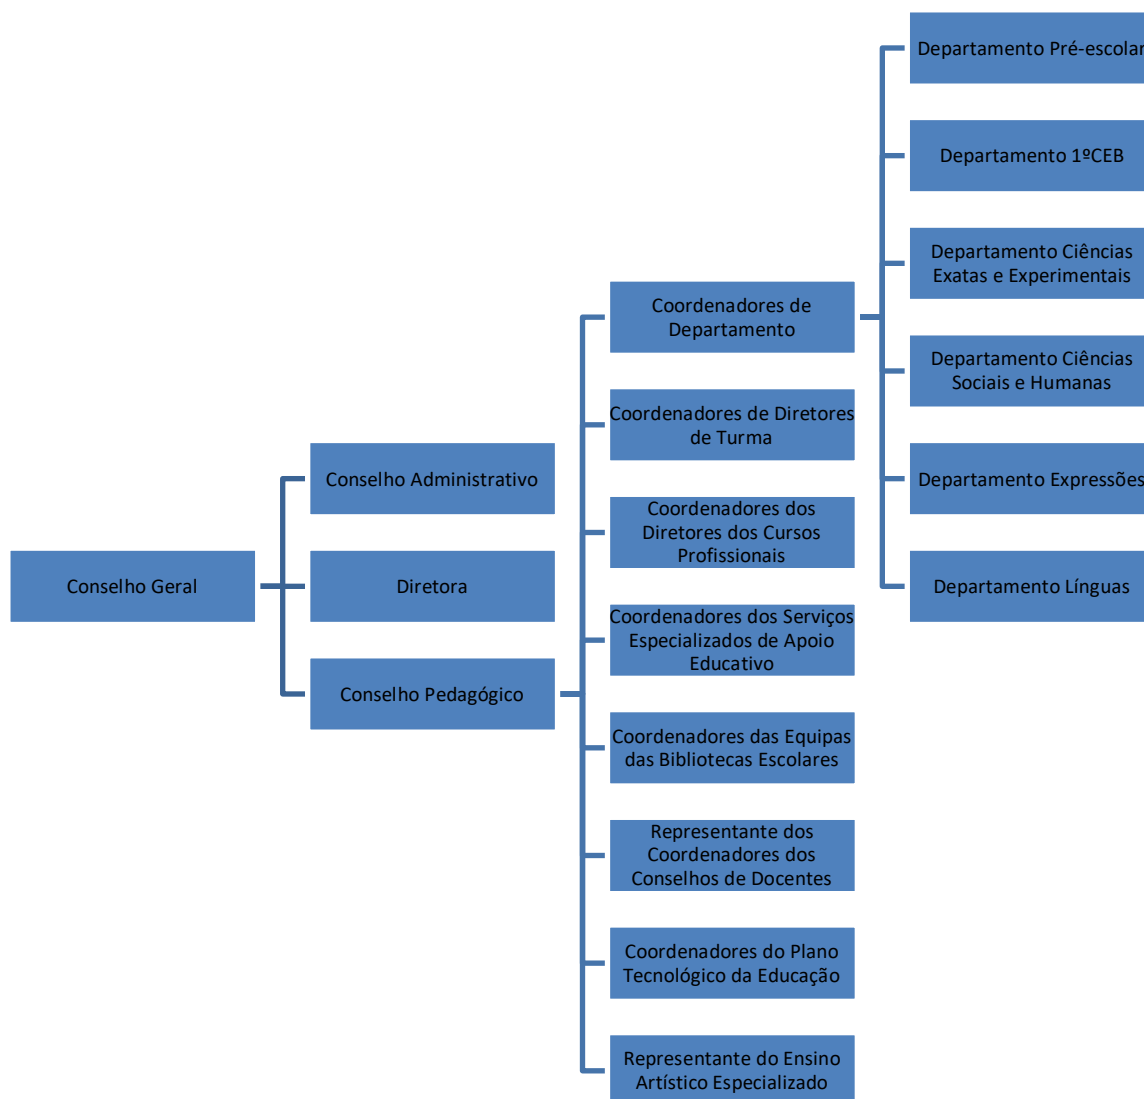 Conselho Geral
Conselho Administrativo
Diretora
Conselho Pedagógico
Coordenadores de
Departamento
Coordenadores de Diretores
de Turma
Coordenadores dos
Diretores dos Cursos
Profissionais
Coordenadores dos Serviços
Especializados de Apoio
Educativo
Coordenadores das Equipas
das Bibliotecas Escolares
Representante dos
Coordenadores dos
Conselhos de Docentes
Coordenadores do Plano
Tecnológico da Educação
Representante do Ensino
Artístico Especializado
Departamento Pré-escolar
Departamento 1ºCEB
Departamento Ciências
Exatas e Experimentais
Departamento Ciências
Sociais e Humanas
Departamento Expressões
Departamento Línguas